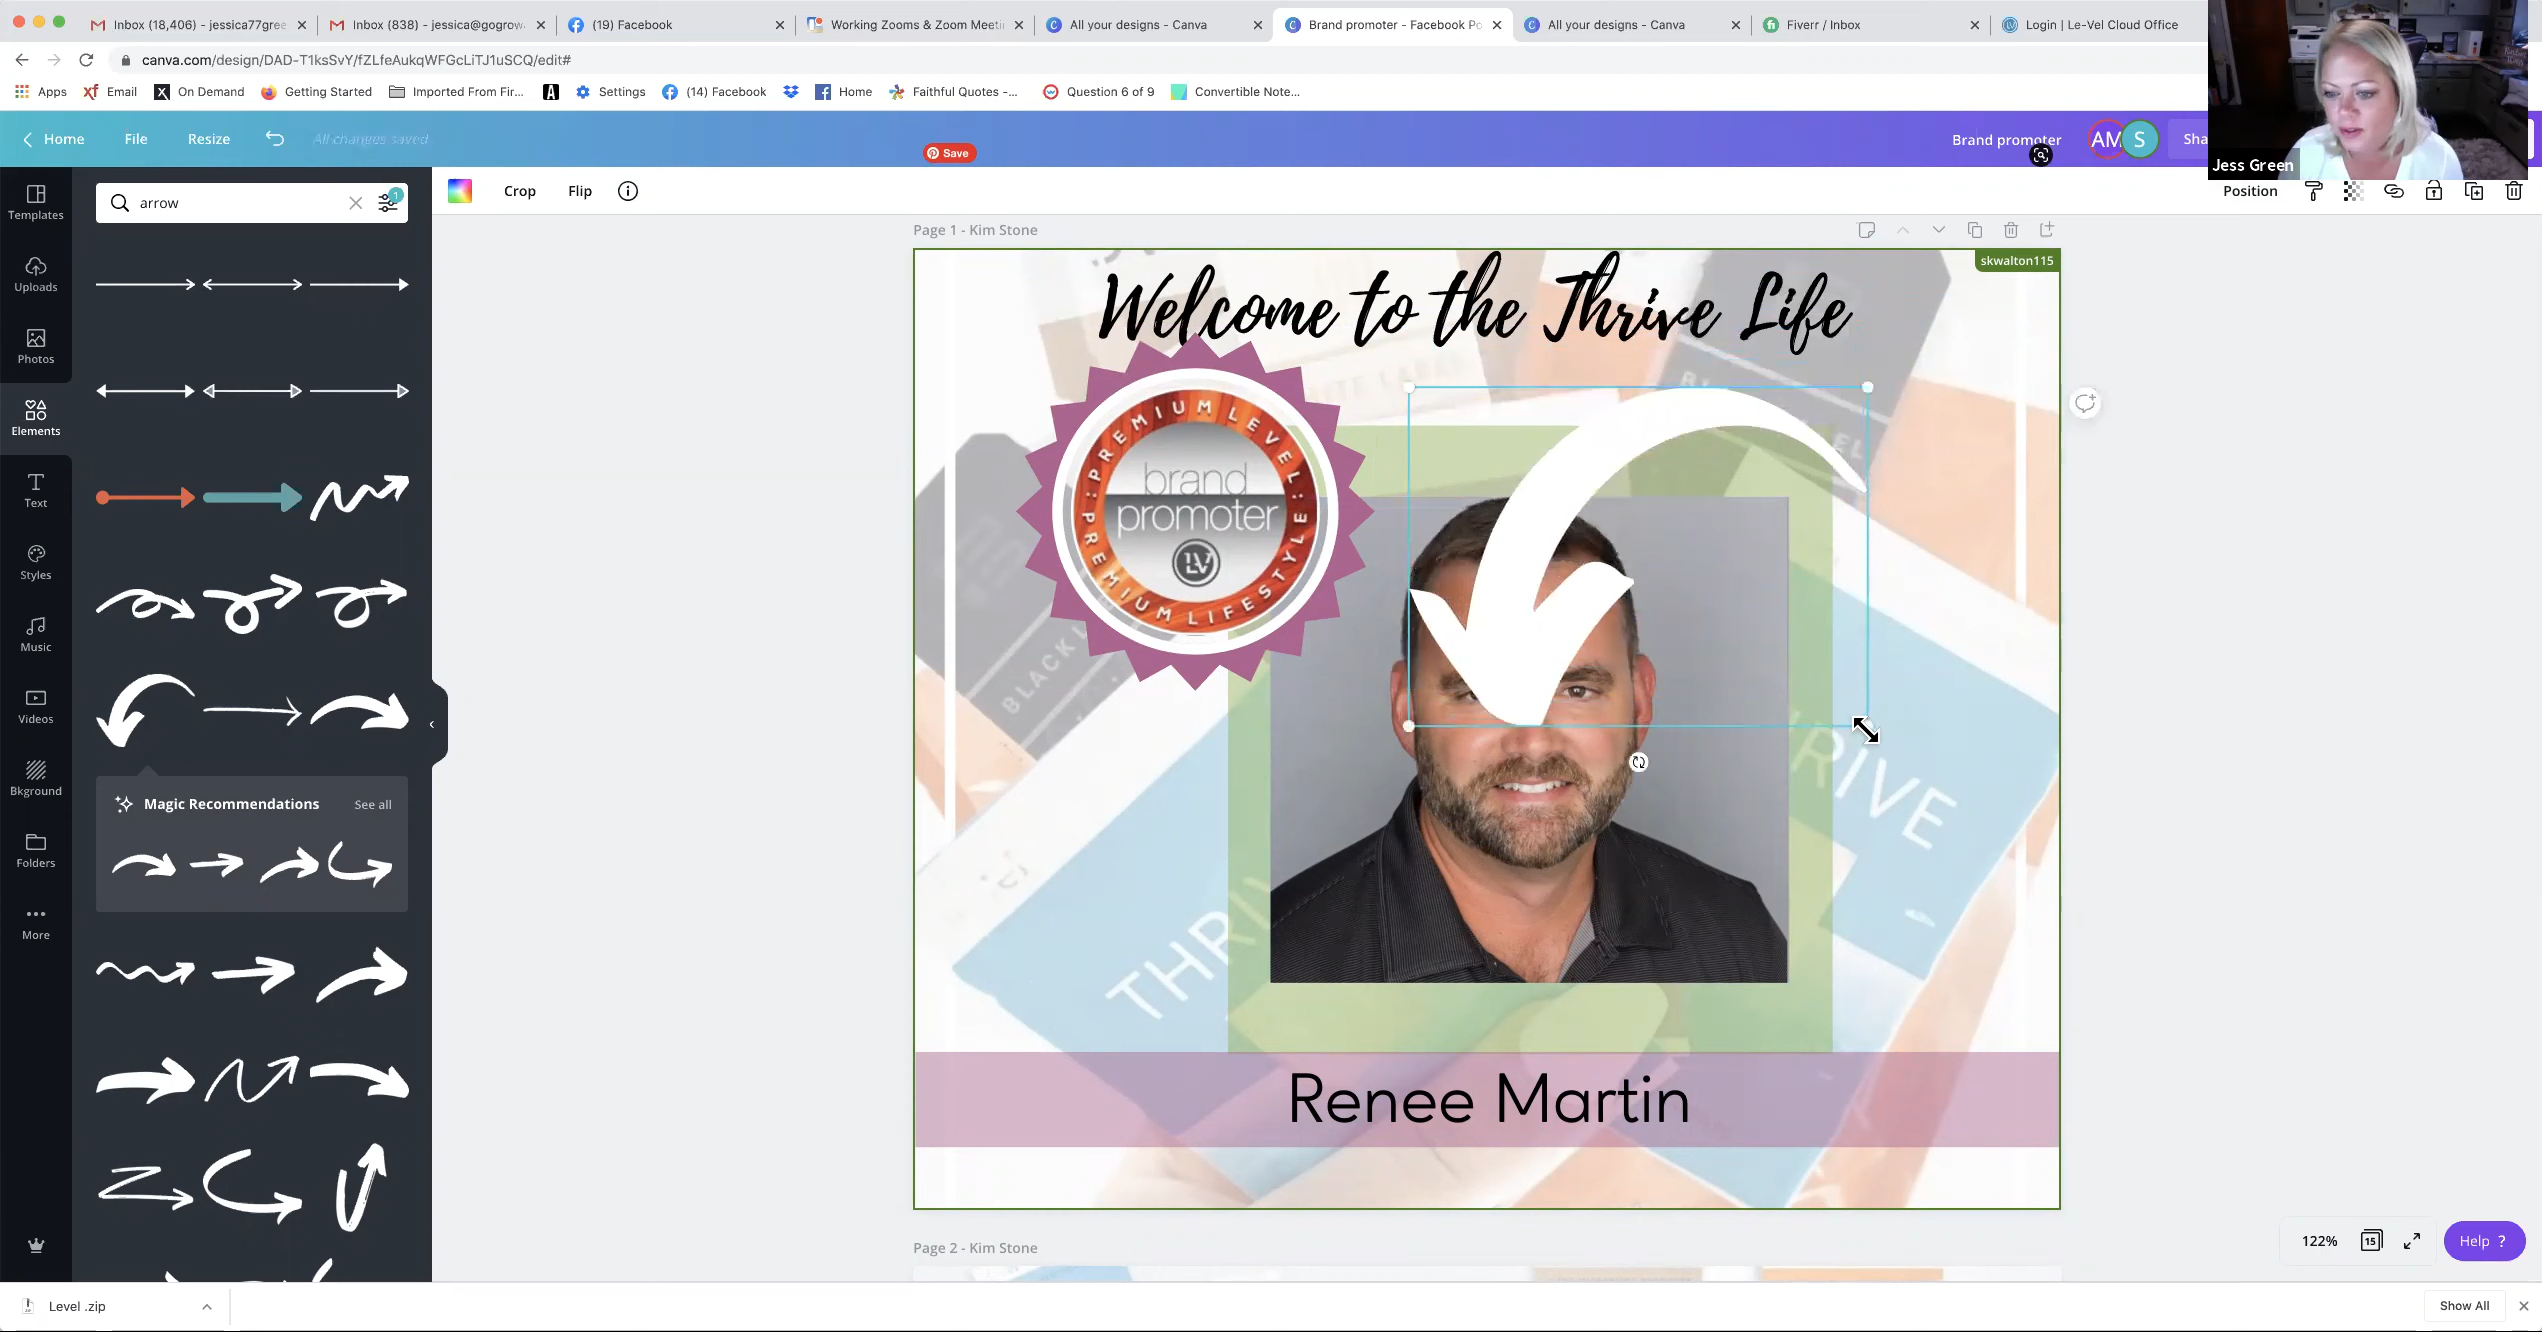 Inbox (18,406) - jessica77gree
Inbox (838) - jessica@gogrow
(19) Facebook
Working Zooms & Zoom Meeti
All your designs - Canva
Brand promoter - Facebook Po
All your designs - Canva
Fiverr / Inbox
Login | Le-Vel Cloud Office
canva.com/design/DAD-T1ksSvY/fZLfeAukqWFGcLiTJ1uSCQ/edit#
Apps
Email
On Demand
Getting Started
Imported From Fir...
Settings
(14) Facebook
Home
Faithful Quotes -...
Question 6 of 9
Convertible Note...
Home
File
Resize
All changes saved
Save
Brand promoter
AM
S
Sha
Jess Green
arrow
1
Crop
Flip
Position
Templates
Uploads
Photos
Elements
Text
Styles
Music
Videos
Bkground
Folders
More
Magic Recommendations
See all
Page 1 - Kim Stone
skwalton115
Welcome to the Thrive Life
PREMIUM LEVEL
brand
promoter
LV
PREMIUM LIFESTYLE
BLACK L
THRI
RIVE
Renee Martin
Page 2 - Kim Stone
122%
15
Help ?
Level .zip
Show All